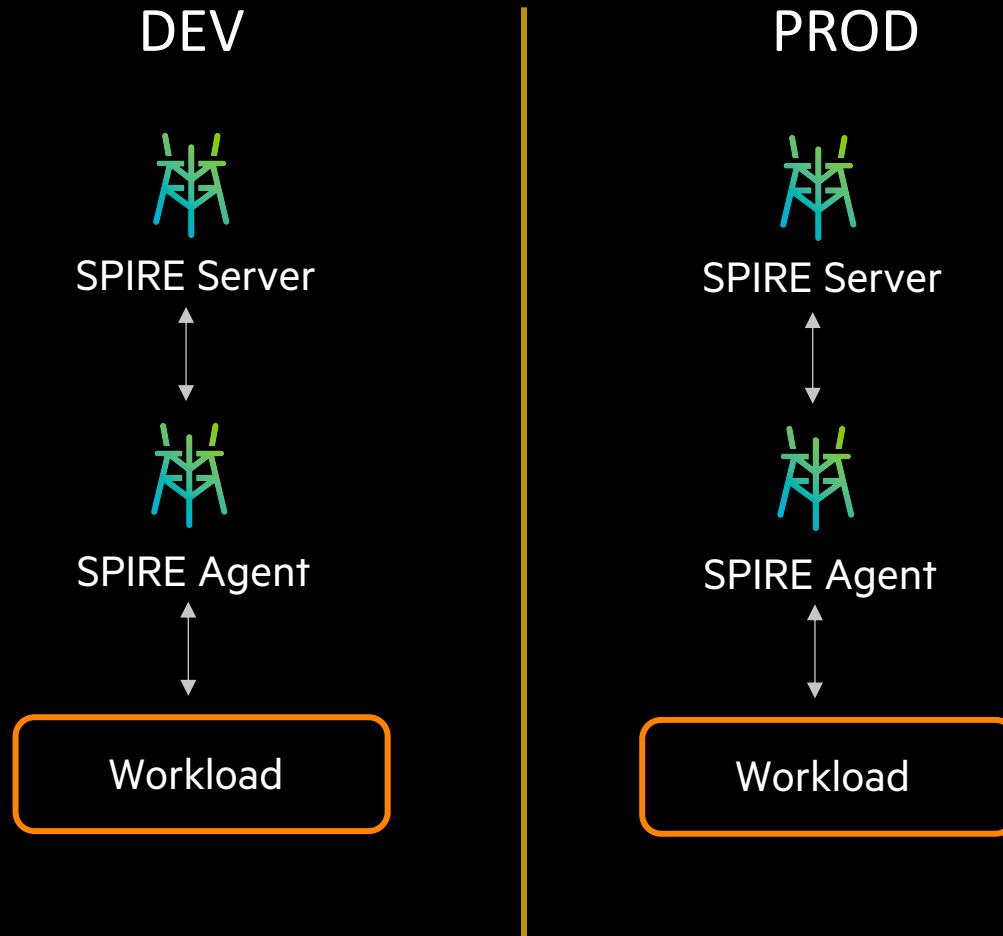 DEV
SPIRE Server
SPIRE Agent
Workload
PROD
SPIRE Server
SPIRE Agent
Workload